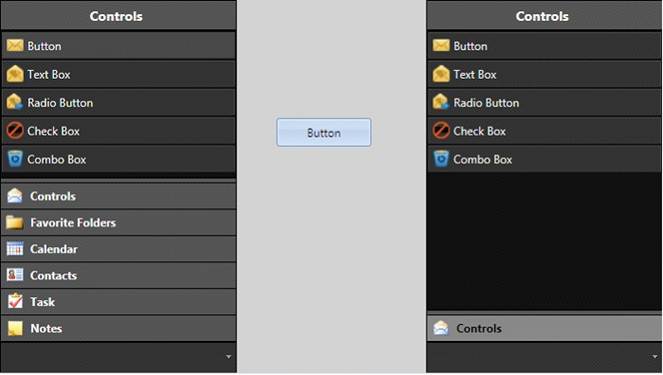 Controls
Button
Text Box
Radio Button
Check Box
Combo Box
Controls
Favorite Folders
Calendar
Contacts
Task
Notes
Button
Controls
Button
Text Box
Radio Button
Check Box
Combo Box
Controls